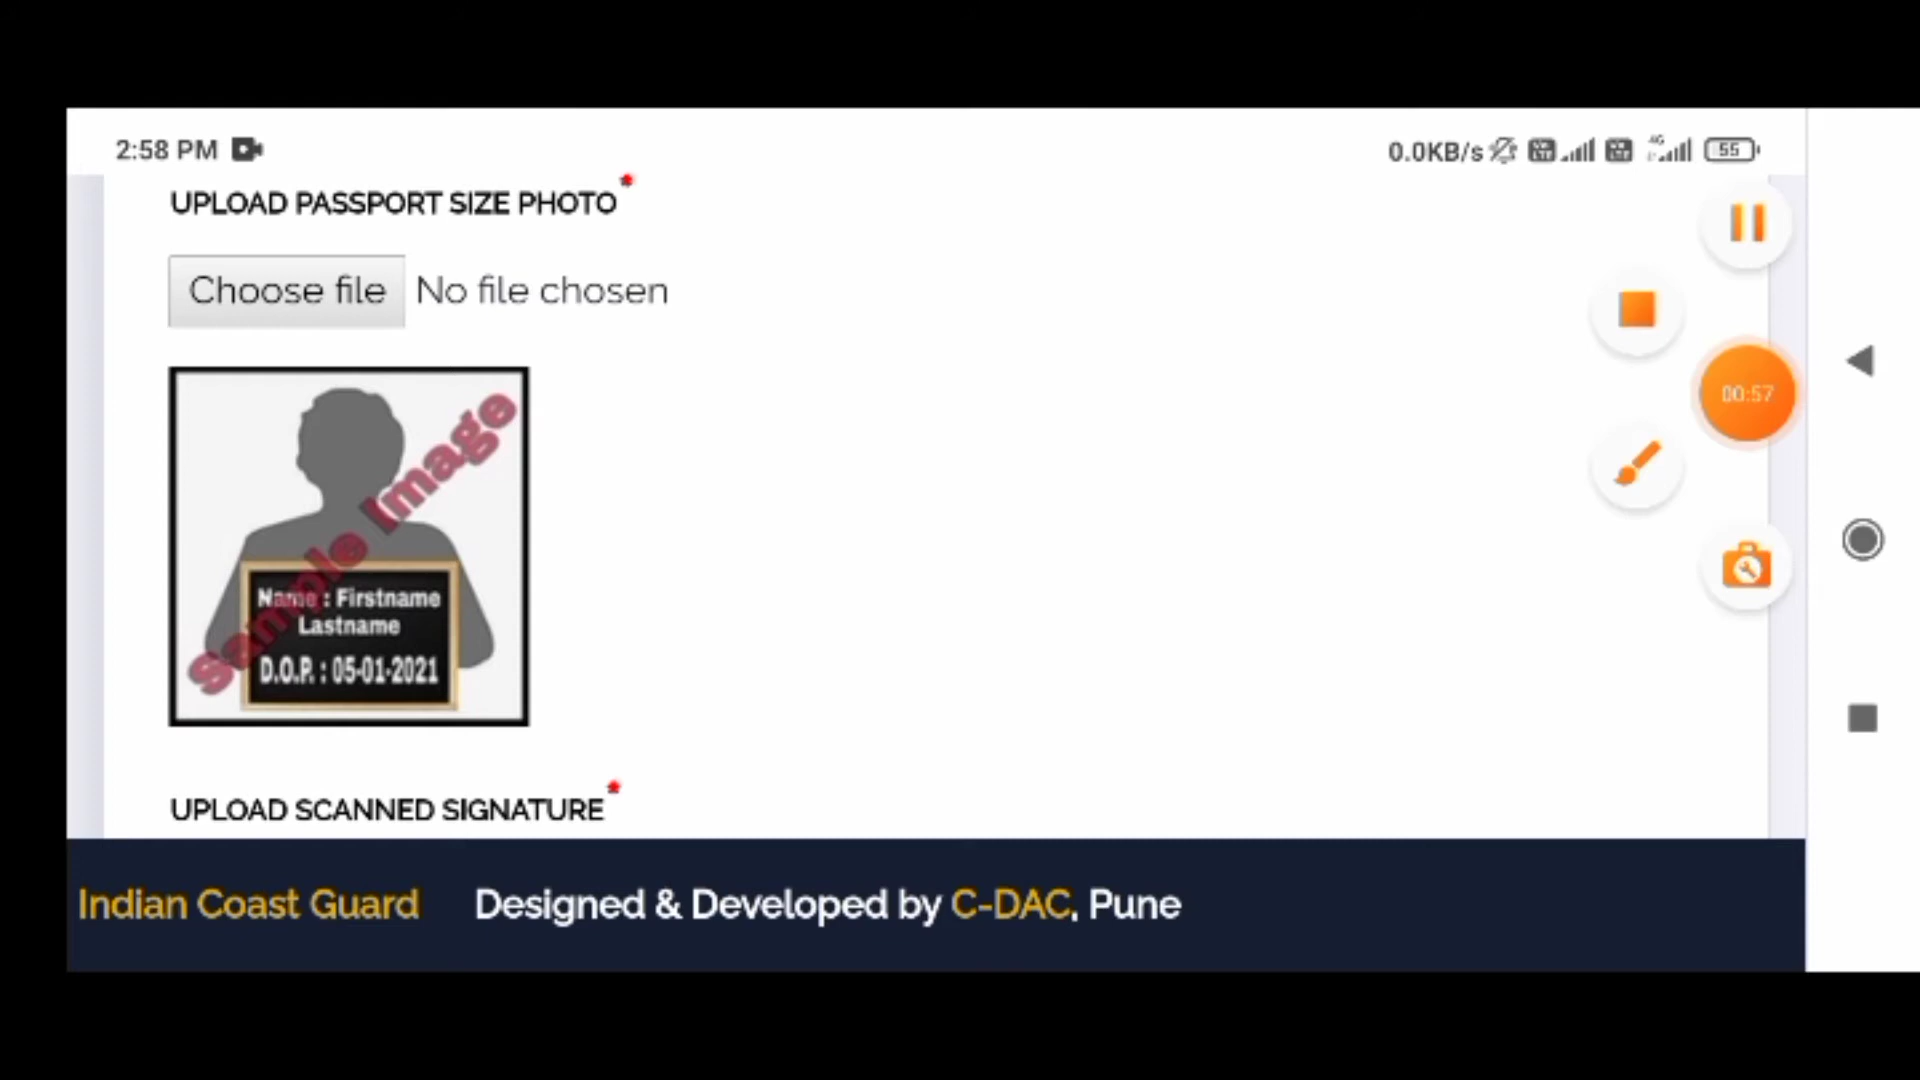 2:58 PM
0.0KB/s
4G
55
UPLOAD PASSPORT SIZE PHOTO*
Choose file No file chosen
00:57
Sample Image
Name : Firstname
Lastname
D.O.P. : 05-01-2021
UPLOAD SCANNED SIGNATURE*
Indian Coast Guard Designed & Developed by C-DAC, Pune